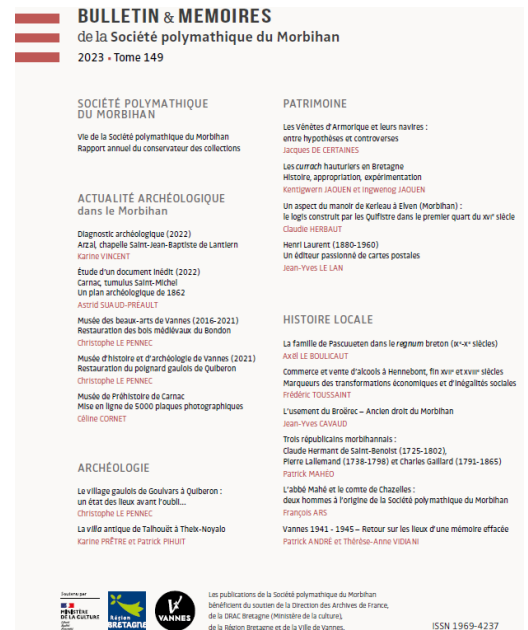 BULLETIN & MEMOIRES
de la Société polymathique du Morbihan
2023 • Tome 149
SOCIÉTÉ POLYMATHIQUE
DU MORBIHAN
Vie de la Société polymathique du Morbihan
Rapport annuel du conservateur des collections
ACTUALITÉ ARCHÉOLOGIQUE
dans le Morbihan
Diagnostic archéologique (2022)
Arzal, chapelle Saint-Jean-Baptiste de Lantiern
Karine VINCENT
Étude d'un document inédit (2022)
Carnac, tumulus Saint-Michel
Un plan archéologique de 1862
Astrid SUAUD-PREAULT
Musée des beaux-arts de Vannes (2016-2021)
Restauration des bois médiévaux du Bondon
Christophe LE PENNEC
Musée d'histoire et d'archéologie de Vannes (2021)
Restauration du poignard gaulois de Quiberon
Christophe LE PENNEC
Musée de Préhistoire de Carnac
Mise en ligne de 5000 plaques photographiques
Céline CORNET
ARCHÉOLOGIE
Le village gaulois de Goulvars à Quiberon :
un état des lieux avant l'oubli...
Christophe LE PENNEC
La villa antique de Talhouët à Theix-Noyalo
Karine PRÊTRE et Patrick PIHUIT
PATRIMOINE
Les Vénètes d'Armorique et leurs navires :
entre hypothèses et controverses
Jacques DE CERTAINES
Les currach hauturiers en Bretagne
Histoire, appropriation, expérimentation
Kentigwern JAOUEN et Ingwenog JAOUEN
Un aspect du manoir de Kerleau à Elven (Morbihan) :
le logis construit par les Quifistre dans le premier quart du XVIe siècle
Claudie HERBAUT
Henri Laurent (1880-1960)
Un éditeur passionné de cartes postales
Jean-Yves LE LAN
HISTOIRE LOCALE
La famille de Pascuueten dans le regnum breton (IXe-Xe siècles)
Axël LE BOULICAUT
Commerce et vente d'alcools à Hennebont, fin XVIIe et XVIIIe siècles
Marqueurs des transformations économiques et d'inégalités sociales
Frédéric TOUSSAINT
L'usement du Broërec – Ancien droit du Morbihan
Jean-Yves CAVAUD
Trois républicains morbihannais :
Claude Hermant de Saint-Benoist (1725-1802),
Pierre Lallemand (1738-1798) et Charles Gaillard (1791-1865)
Patrick MAHÉO
L'abbé Mahé et le comte de Chazelles :
deux hommes à l'origine de la Société polymathique du Morbihan
François ARS
Vannes 1941 - 1945 – Retour sur les lieux d'une mémoire effacée
Patrick ANDRÉ et Thérèse-Anne VIDIANI
Soutenu par
MINISTÈRE
DE LA CULTURE
Liberté
Égalité
Fraternité
Région
BRETAGNE
VANNES
Les publications de la Société polymathique du Morbihan
bénéficient du soutien de la Direction des Archives de France,
de la DRAC Bretagne (Ministère de la culture),
de la Région Bretagne et de la Ville de Vannes.
ISSN 1969-4237